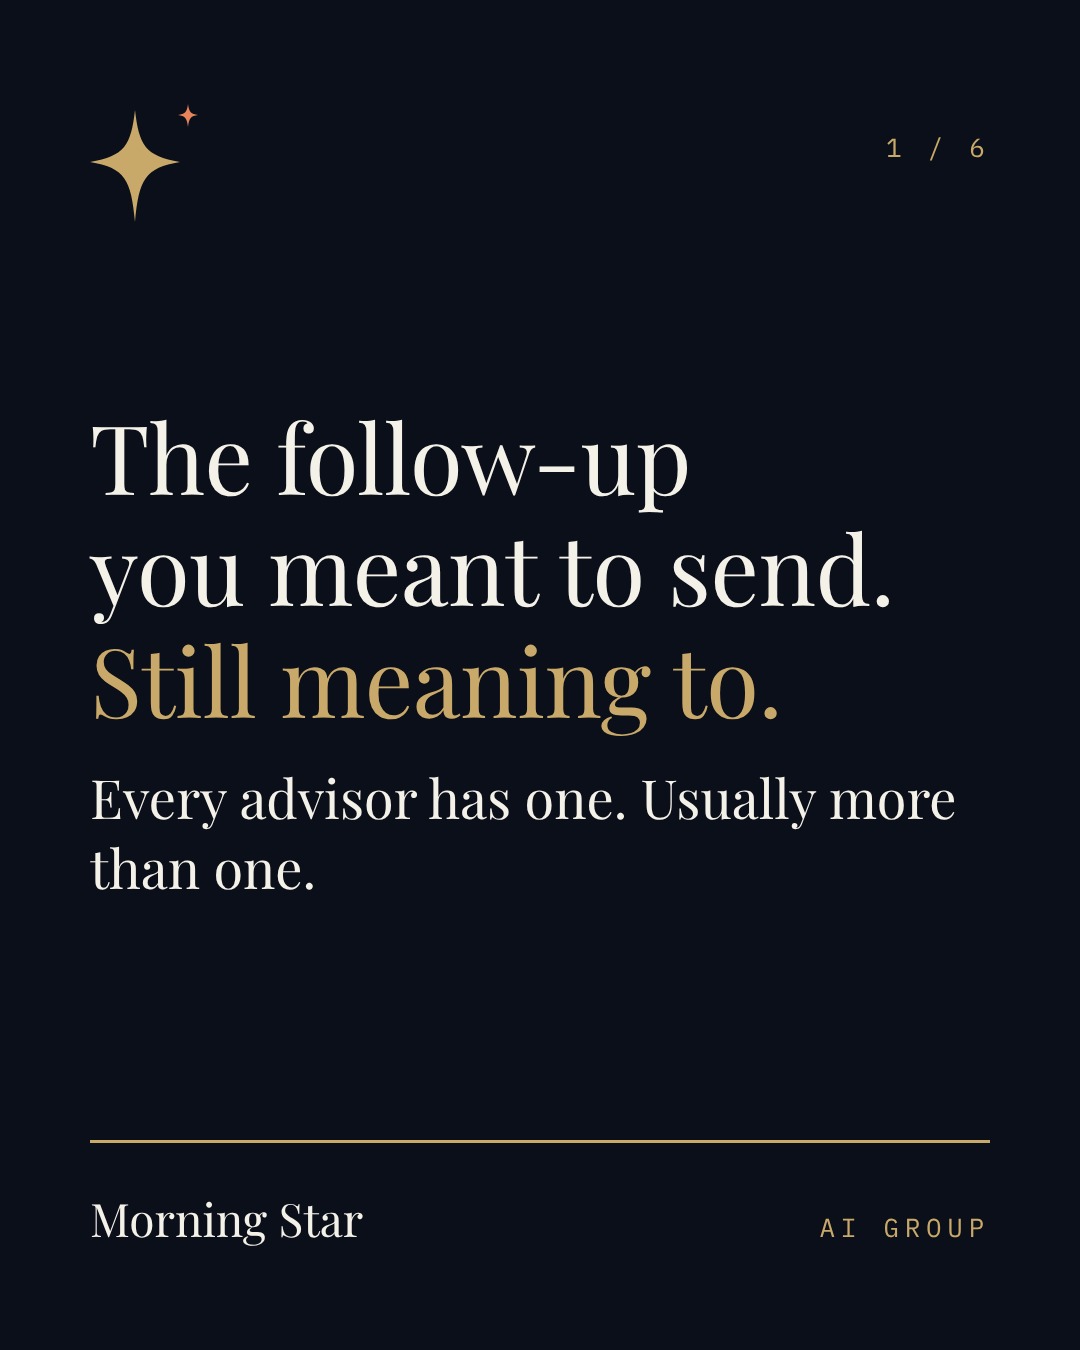 1 / 6
The follow-up
you meant to send.
Still meaning to.
Every advisor has one. Usually more
than one.
Morning Star
AI GROUP